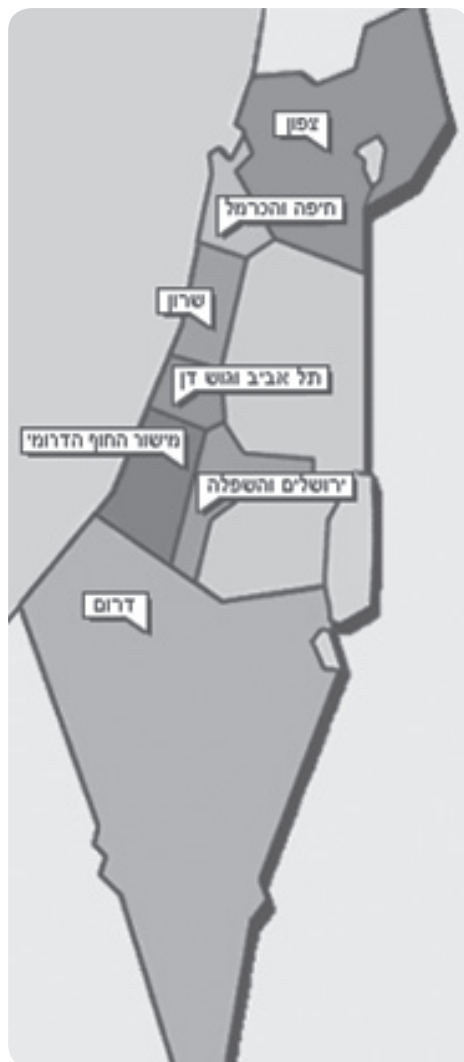 צפון
חיפה והכרמל
שרון
תל אביב וגוש דן
מישור החוף הדרומי
ירושלים והשפלה
דרום